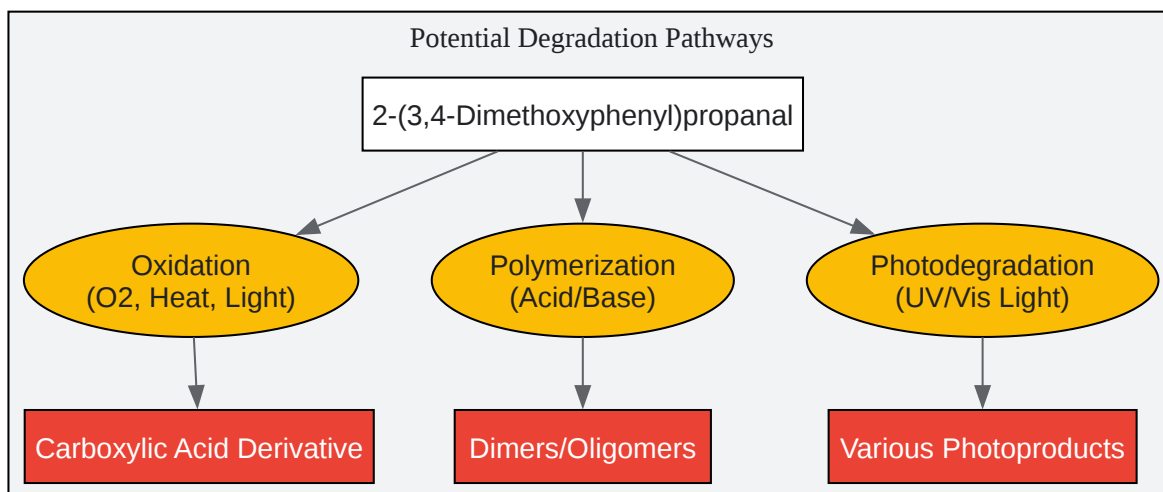 Potential Degradation Pathways
2-(3,4-Dimethoxyphenyl)propanal
Oxidation
(O2, Heat, Light)
Polymerization
(Acid/Base)
Photodegradation
(UV/Vis Light)
Carboxylic Acid Derivative
Dimers/Oligomers
Various Photoproducts